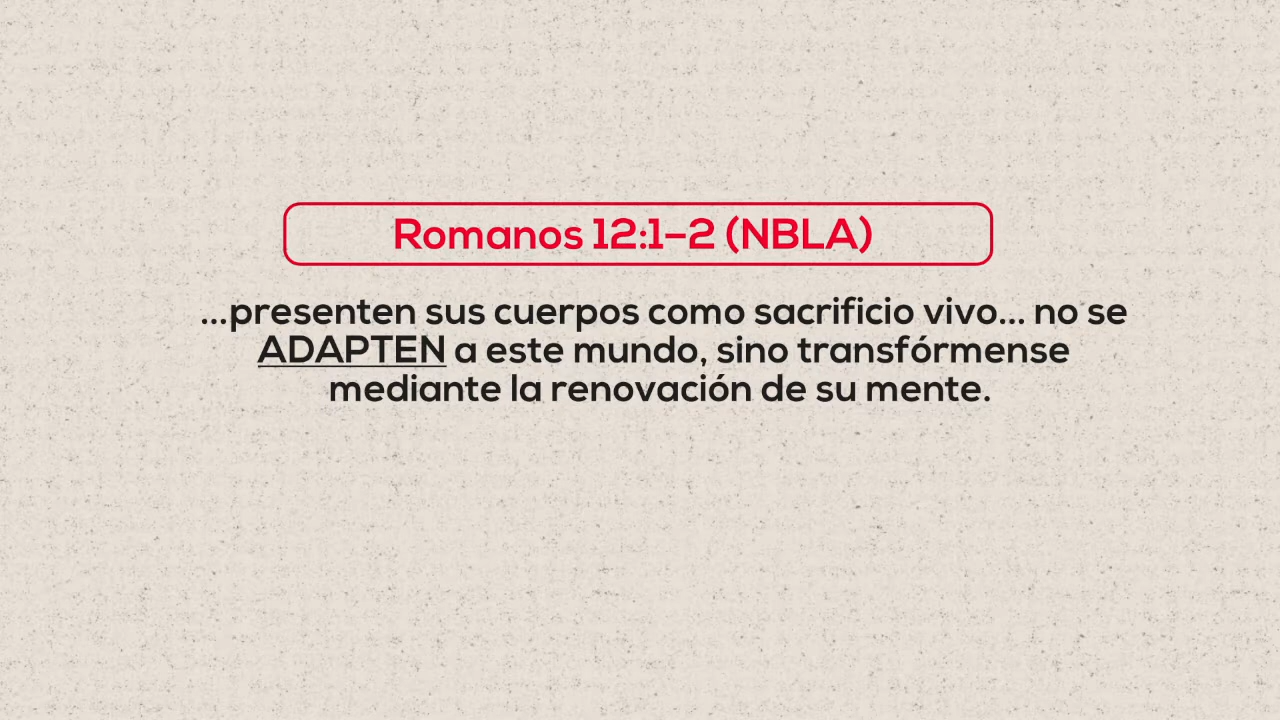 Romanos 12:1–2 (NBLA)
...presenten sus cuerpos como sacrificio vivo... no se
ADAPTEN a este mundo, sino transfórmense
mediante la renovación de su mente.